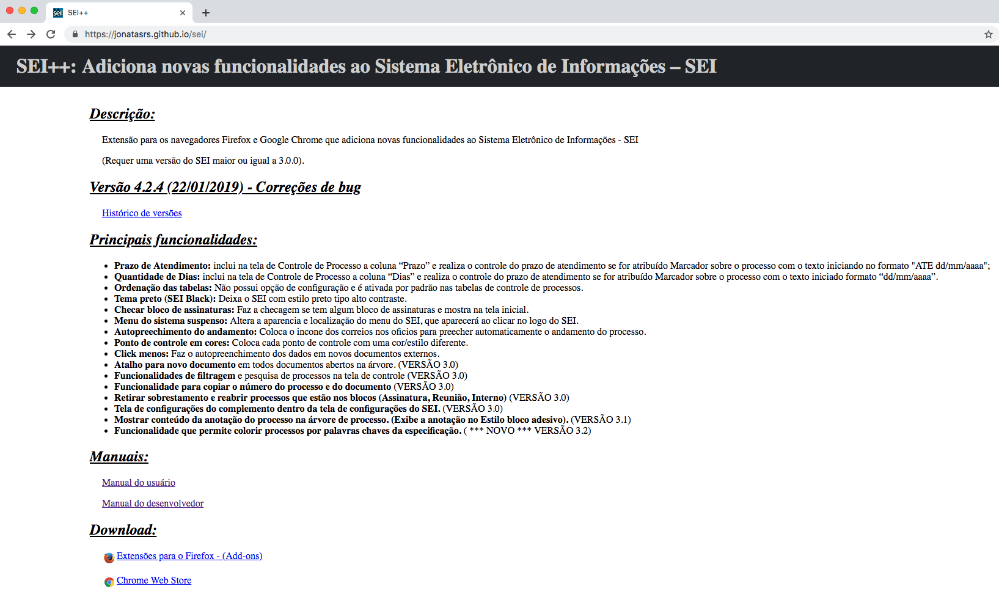 SEI++
https://jonatasrs.github.io/sei/
SEI++: Adiciona novas funcionalidades ao Sistema Eletrônico de Informações – SEI
Descrição:
Extensão para os navegadores Firefox e Google Chrome que adiciona novas funcionalidades ao Sistema Eletrônico de Informações - SEI
(Requer uma versão do SEI maior ou igual a 3.0.0).
Versão 4.2.4 (22/01/2019) - Correções de bug
Histórico de versões
Principais funcionalidades:
• Prazo de Atendimento: inclui na tela de Controle de Processo a coluna “Prazo” e realiza o controle do prazo de atendimento se for atribuído Marcador sobre o processo com o texto iniciando no formato "ATE dd/mm/aaaa";
• Quantidade de Dias: inclui na tela de Controle de Processo a coluna “Dias” e realiza o controle do prazo de atendimento se for atribuído Marcador sobre o processo com o texto iniciado formato “dd/mm/aaaa”.
• Ordenação das tabelas: Não possui opção de configuração e é ativada por padrão nas tabelas de controle de processos.
• Tema preto (SEI Black): Deixa o SEI com estilo preto tipo alto contraste.
• Checar bloco de assinaturas: Faz a checagem se tem algum bloco de assinaturas e mostra na tela inicial.
• Menu do sistema suspenso: Altera a aparencia e localização do menu do SEI, que aparecerá ao clicar no logo do SEI.
• Autopreechimento do andamento: Coloca o incone dos correios nos oficios para preecher automaticamente o andamento do processo.
• Ponto de controle em cores: Coloca cada ponto de controle com uma cor/estilo diferente.
• Click menos: Faz o autopreenchimento dos dados em novos documentos externos.
• Atalho para novo documento em todos documentos abertos na árvore. (VERSÃO 3.0)
• Funcionalidades de filtragem e pesquisa de processos na tela de controle (VERSÃO 3.0)
• Funcionalidade para copiar o número do processo e do documento (VERSÃO 3.0)
• Retirar sobrestamento e reabrir processos que estão nos blocos (Assinatura, Reunião, Interno) (VERSÃO 3.0)
• Tela de configurações do complemento dentro da tela de configurações do SEI. (VERSÃO 3.0)
• Mostrar conteúdo da anotação do processo na árvore de processo. (Exibe a anotação no Estilo bloco adesivo). (VERSÃO 3.1)
• Funcionalidade que permite colorir processos por palavras chaves da especificação. ( *** NOVO *** VERSÃO 3.2)
Manuais:
Manual do usuário
Manual do desenvolvedor
Download:
Extensões para o Firefox - (Add-ons)
Chrome Web Store